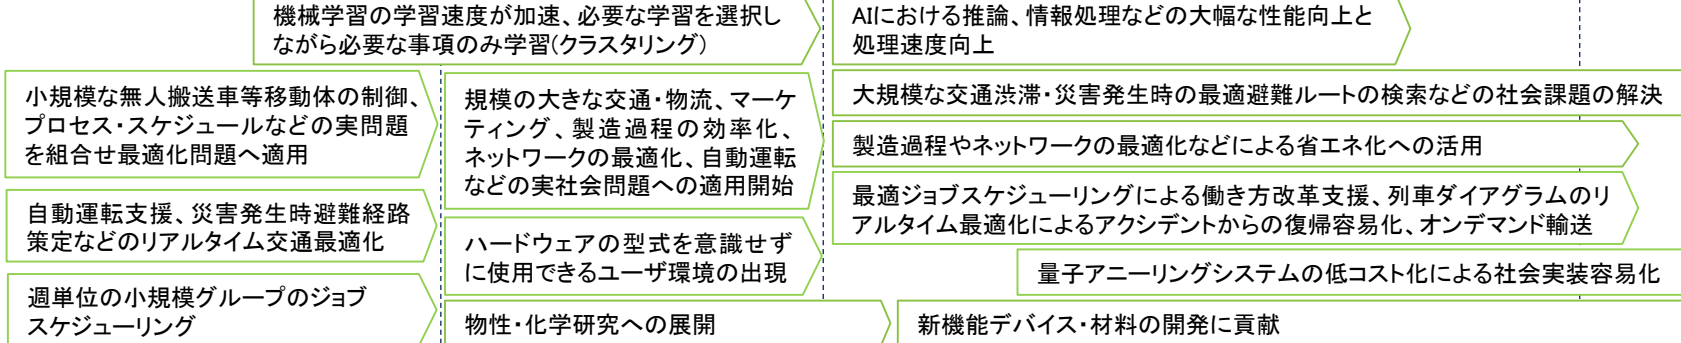 機械学習の学習速度が加速、必要な学習を選択し
ながら必要な事項のみ学習(クラスタリング)
AIにおける推論、情報処理などの大幅な性能向上と
処理速度向上
小規模な無人搬送車等移動体の制御、
プロセス・スケジュールなどの実問題
を組合せ最適化問題へ適用
規模の大きな交通・物流、マーケ
ティング、製造過程の効率化、
ネットワークの最適化、自動運転
などの実社会問題への適用開始
大規模な交通渋滞・災害発生時の最適避難ルートの検索などの社会課題の解決
製造過程やネットワークの最適化などによる省エネ化への活用
最適ジョブスケジューリングによる働き方改革支援、列車ダイアグラムのリ
アルタイム最適化によるアクシデントからの復帰容易化、オンデマンド輸送
自動運転支援、災害発生時避難経路
策定などのリアルタイム交通最適化
ハードウェアの型式を意識せず
に使用できるユーザ環境の出現
量子アニーリングシステムの低コスト化による社会実装容易化
週単位の小規模グループのジョブ
スケジューリング
物性・化学研究への展開
新機能デバイス・材料の開発に貢献